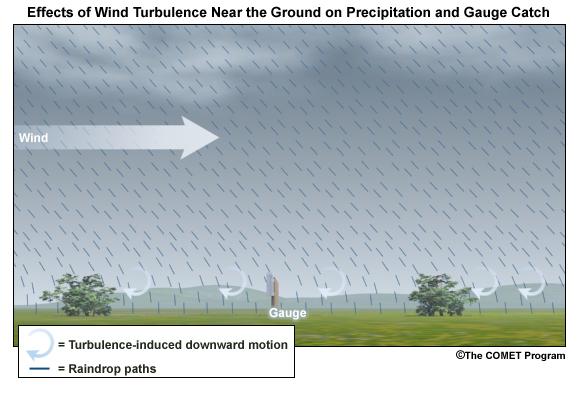 Effects of Wind Turbulence Near the Ground on Precipitation and Gauge Catch
Wind
Gauge
= Turbulence-induced downward motion
= Raindrop paths
©The COMET Program